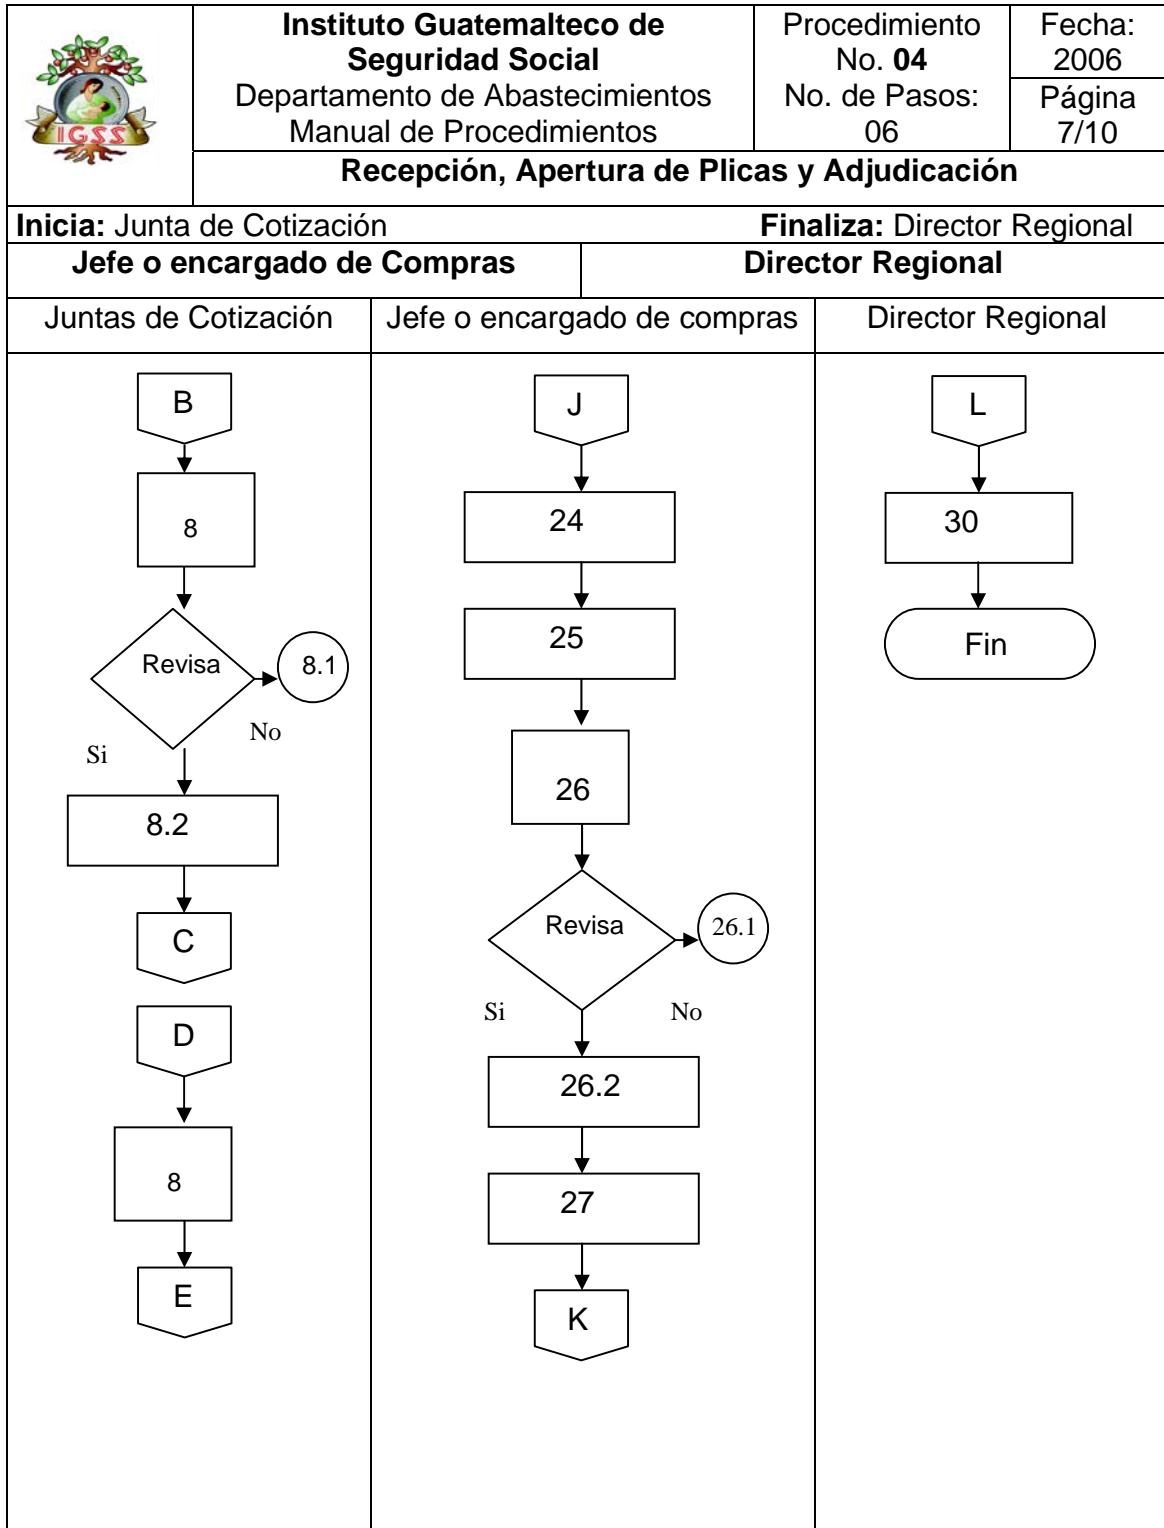 IGSS
Instituto Guatemalteco de
Seguridad Social
Departamento de Abastecimientos
Manual de Procedimientos
Procedimiento
No. 04
No. de Pasos:
06
Fecha:
2006
Página
7/10
Recepción, Apertura de Plicas y Adjudicación
Inicia: Junta de Cotización
Finaliza: Director Regional
Jefe o encargado de Compras
Director Regional
Juntas de Cotización
Jefe o encargado de compras
Director Regional
B
8
Revisa
8.1
No
Si
8.2
C
D
8
E
J
24
25
26
Revisa
26.1
Si
No
26.2
27
K
L
30
Fin